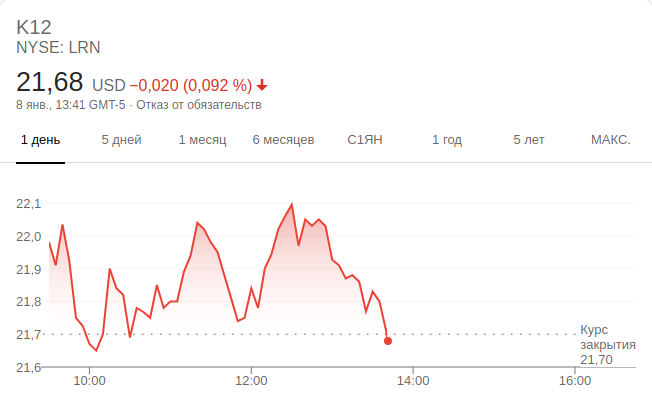 K12
NYSE: LRN
21,68 USD −0,020 (0,092 %)
8 янв., 13:41 GMT-5 · Отказ от обязательств
1 день 5 дней 1 месяц 6 месяцев С1ЯН 1 год 5 лет МАКС.
22,1
22,0
21,9
21,8
21,7
21,6
Курс
закрытия
21,70
10:00 12:00 14:00 16:00